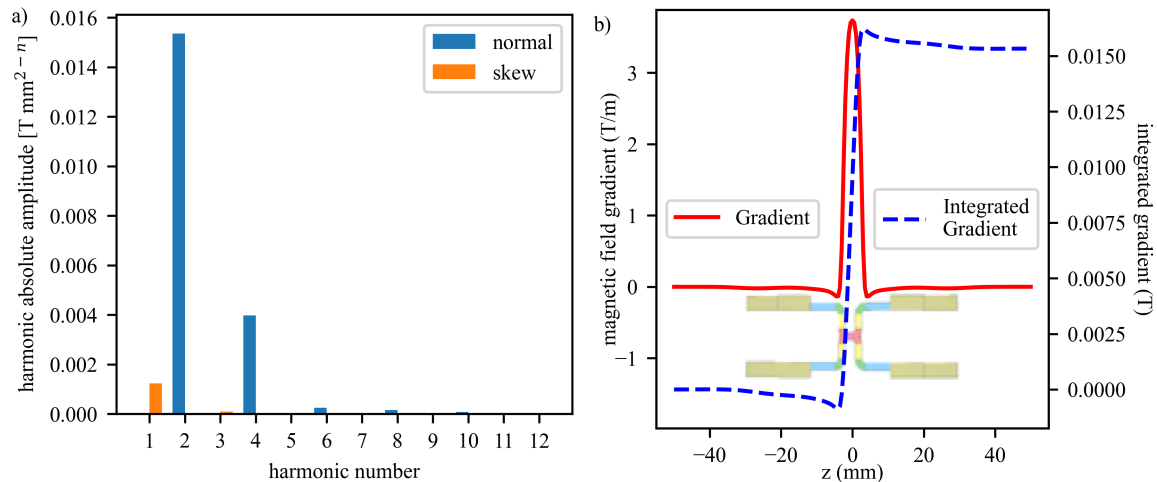 a)
harmonic absolute amplitude [T mm²⁻ⁿ]
0.016
0.014
0.012
0.010
0.008
0.006
0.004
0.002
0.000
normal
skew
1 2 3 4 5 6 7 8 9 10 11 12
harmonic number
b)
magnetic field gradient (T/m)
3
2
1
0
−1
Gradient
Integrated
Gradient
0.0150
0.0125
0.0100
0.0075
0.0050
0.0025
0.0000
integrated
gradient (T)
−40 −20 0 20 40
z (mm)